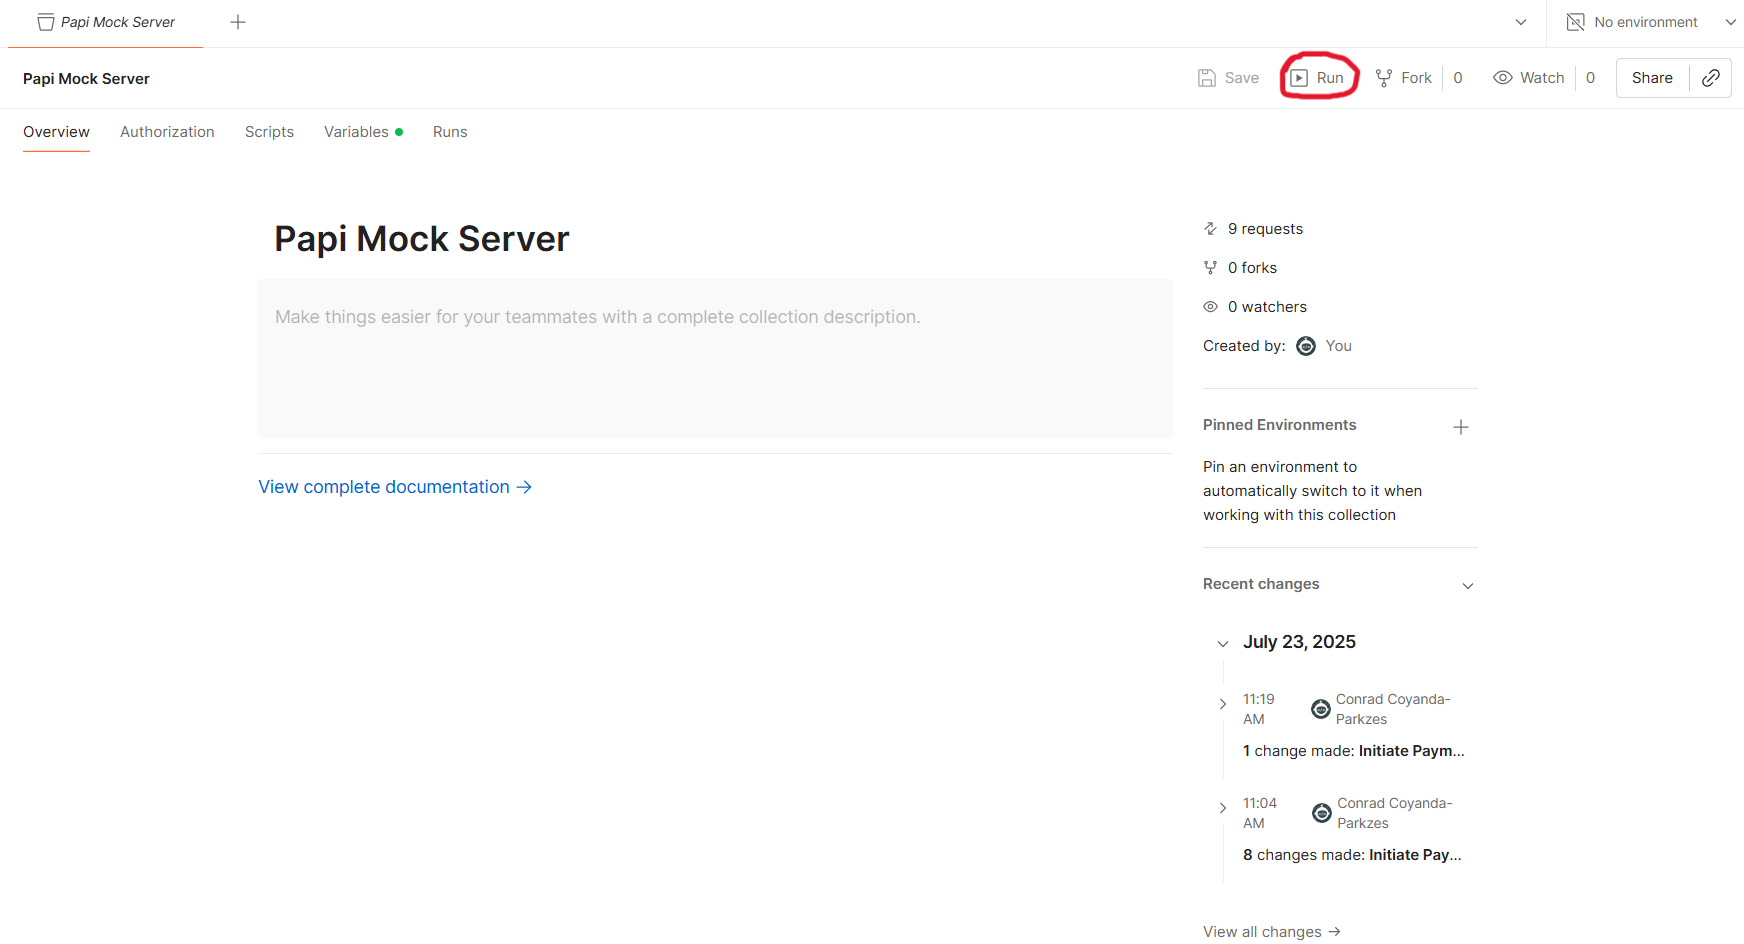 Papi Mock Server
No environment
Papi Mock Server
Save
Run
Fork 0
Watch 0
Share
Overview
Authorization
Scripts
Variables
Runs
Papi Mock Server
Make things easier for your teammates with a complete collection description.
View complete documentation →
9 requests
0 forks
0 watchers
Created by: You
Pinned Environments
Pin an environment to
automatically switch to it when
working with this collection
Recent changes
July 23, 2025
11:19
AM
Conrad Coyanda-
Parkzes
1 change made: Initiate Paym...
11:04
AM
Conrad Coyanda-
Parkzes
8 changes made: Initiate Pay...
View all changes →